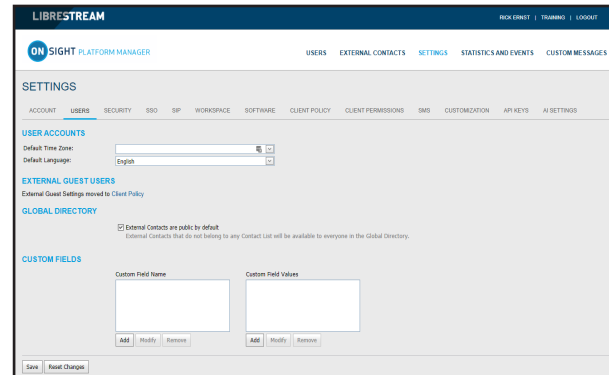 LIBRESTREAM
RICK ERNST | TRAINING | LOGOUT
ON SIGHT PLATFORM MANAGER
USERS EXTERNAL CONTACTS SETTINGS STATISTICS AND EVENTS CUSTOM MESSAGES
SETTINGS
ACCOUNT USERS SECURITY SSO SIP WORKSPACE SOFTWARE CLIENT POLICY CLIENT PERMISSIONS SMS CUSTOMIZATION API KEYS AI SETTINGS
USER ACCOUNTS
Default Time Zone:
Default Language: English
EXTERNAL GUEST USERS
External Guest Settings moved to Client Policy
GLOBAL DIRECTORY
External Contacts are public by default
External Contacts that do not belong to any Contact List will be available to everyone in the Global Directory.
CUSTOM FIELDS
Custom Field Name Custom Field Values
Add Modify Remove Add Modify Remove
Save Reset Changes